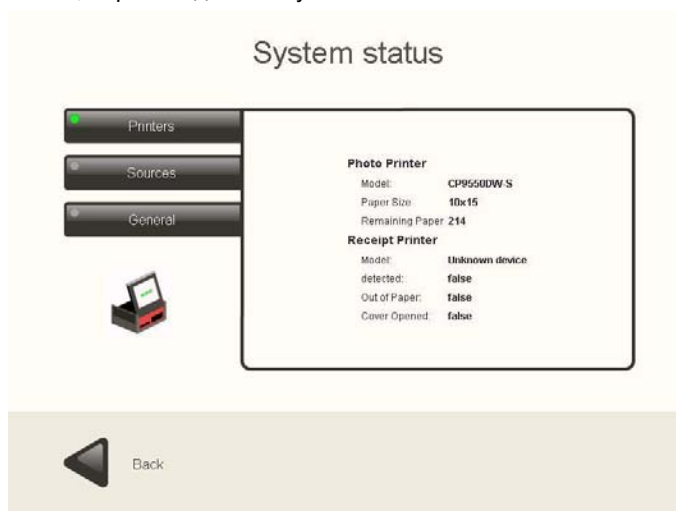 System status
Printers
Sources
General
Photo Printer
Model: CP9550DW-S
Paper Size 10x15
Remaining Paper 214
Receipt Printer
Model: Unknown device
detected: false
Out of Paper: false
Cover Opened: false
Back